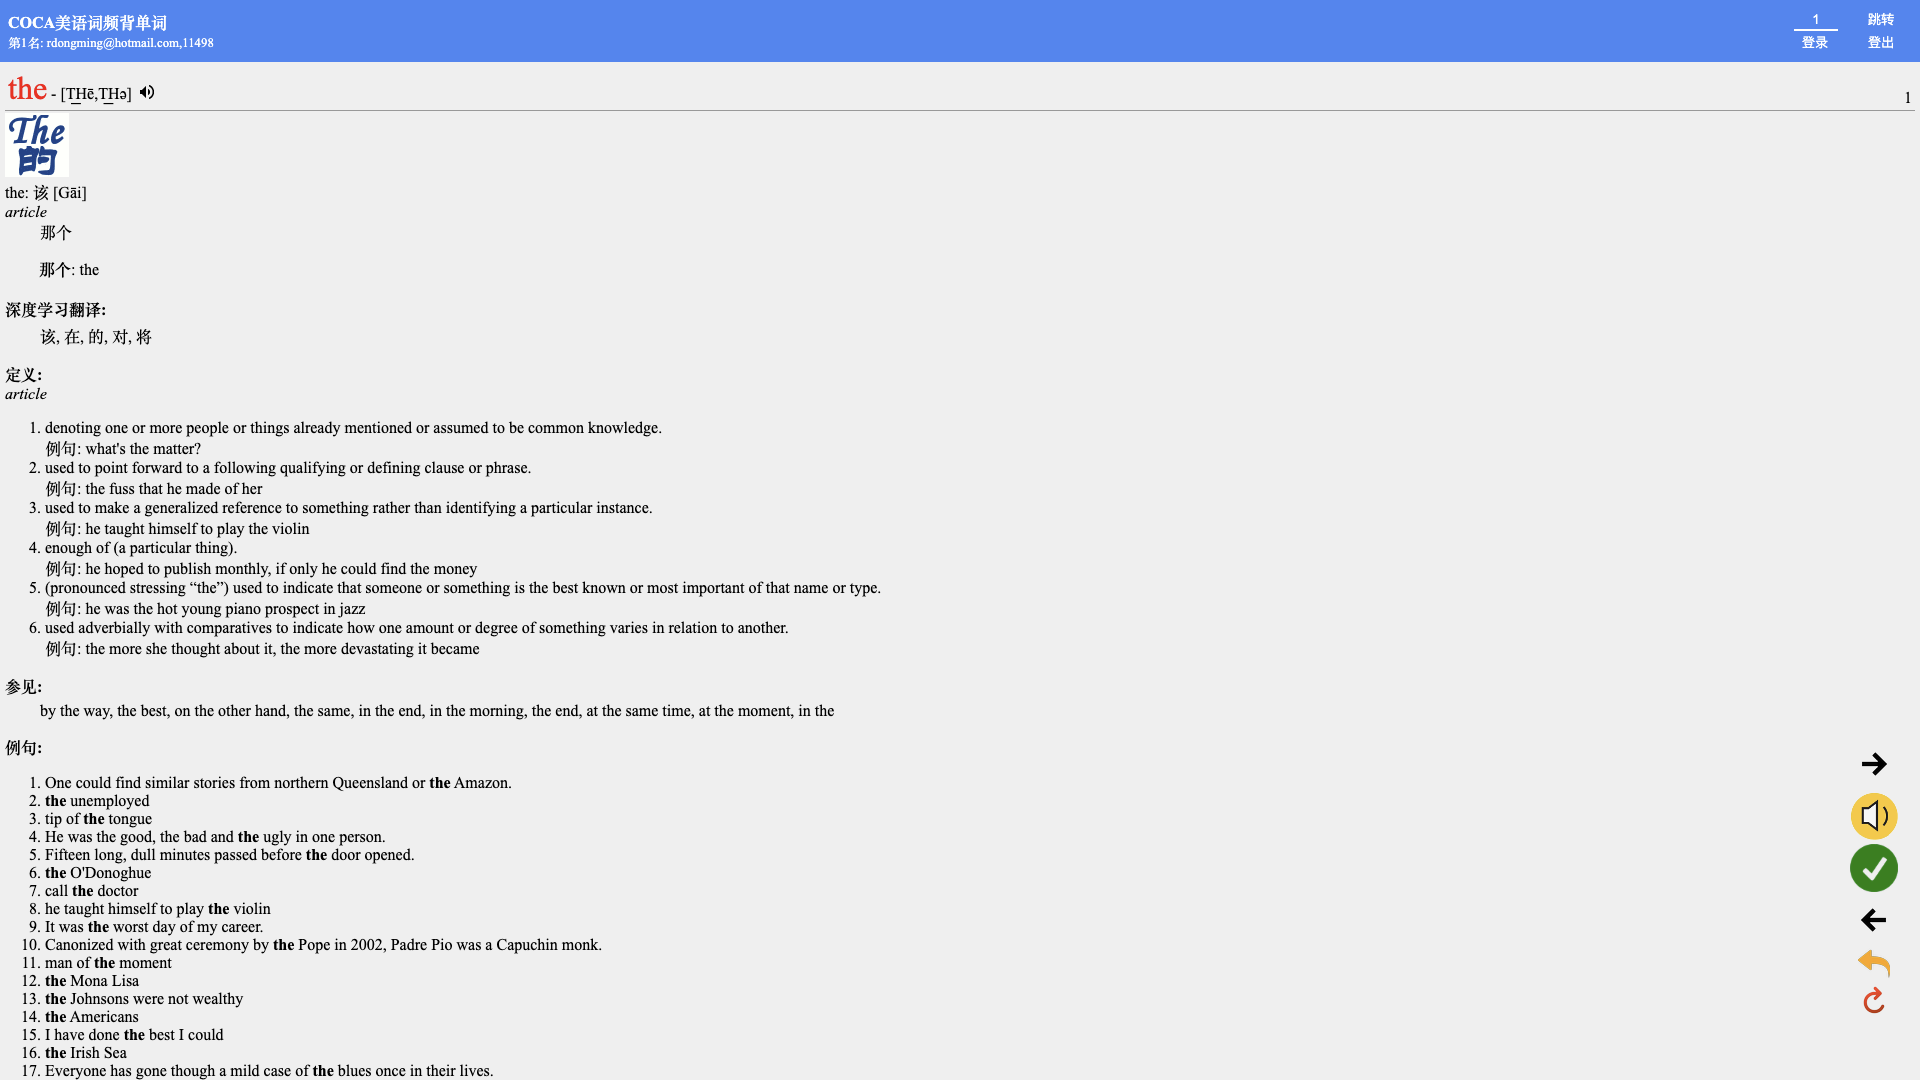 COCA美语词频背单词
第1名: rdongming@hotmail.com,11498
1
跳转
登录
登出
the - [T͟Hē,T͟Hə]
1
The
的
the: 该 [Gāi]
article
那个
那个: the
深度学习翻译:
该, 在, 的, 对, 将
定义:
article
1. denoting one or more people or things already mentioned or assumed to be common knowledge.
例句: what's the matter?
2. used to point forward to a following qualifying or defining clause or phrase.
例句: the fuss that he made of her
3. used to make a generalized reference to something rather than identifying a particular instance.
例句: he taught himself to play the violin
4. enough of (a particular thing).
例句: he hoped to publish monthly, if only he could find the money
5. (pronounced stressing “the”) used to indicate that someone or something is the best known or most important of that name or type.
例句: he was the hot young piano prospect in jazz
6. used adverbially with comparatives to indicate how one amount or degree of something varies in relation to another.
例句: the more she thought about it, the more devastating it became
参见:
by the way, the best, on the other hand, the same, in the end, in the morning, the end, at the same time, at the moment, in the
例句:
1. One could find similar stories from northern Queensland or the Amazon.
2. the unemployed
3. tip of the tongue
4. He was the good, the bad and the ugly in one person.
5. Fifteen long, dull minutes passed before the door opened.
6. the O'Donoghue
7. call the doctor
8. he taught himself to play the violin
9. It was the worst day of my career.
10. Canonized with great ceremony by the Pope in 2002, Padre Pio was a Capuchin monk.
11. man of the moment
12. the Mona Lisa
13. the Johnsons were not wealthy
14. the Americans
15. I have done the best I could
16. the Irish Sea
17. Everyone has gone though a mild case of the blues once in their lives.